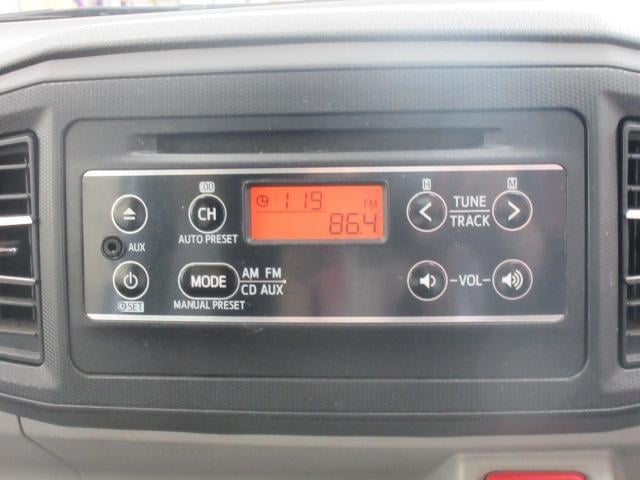 :00
CH
AUTO PRESET
1:19
FM
86.4
H
TUNE
TRACK
M
AUX
MODE
AM FM
CD AUX
MANUAL PRESET
SET
-VOL-